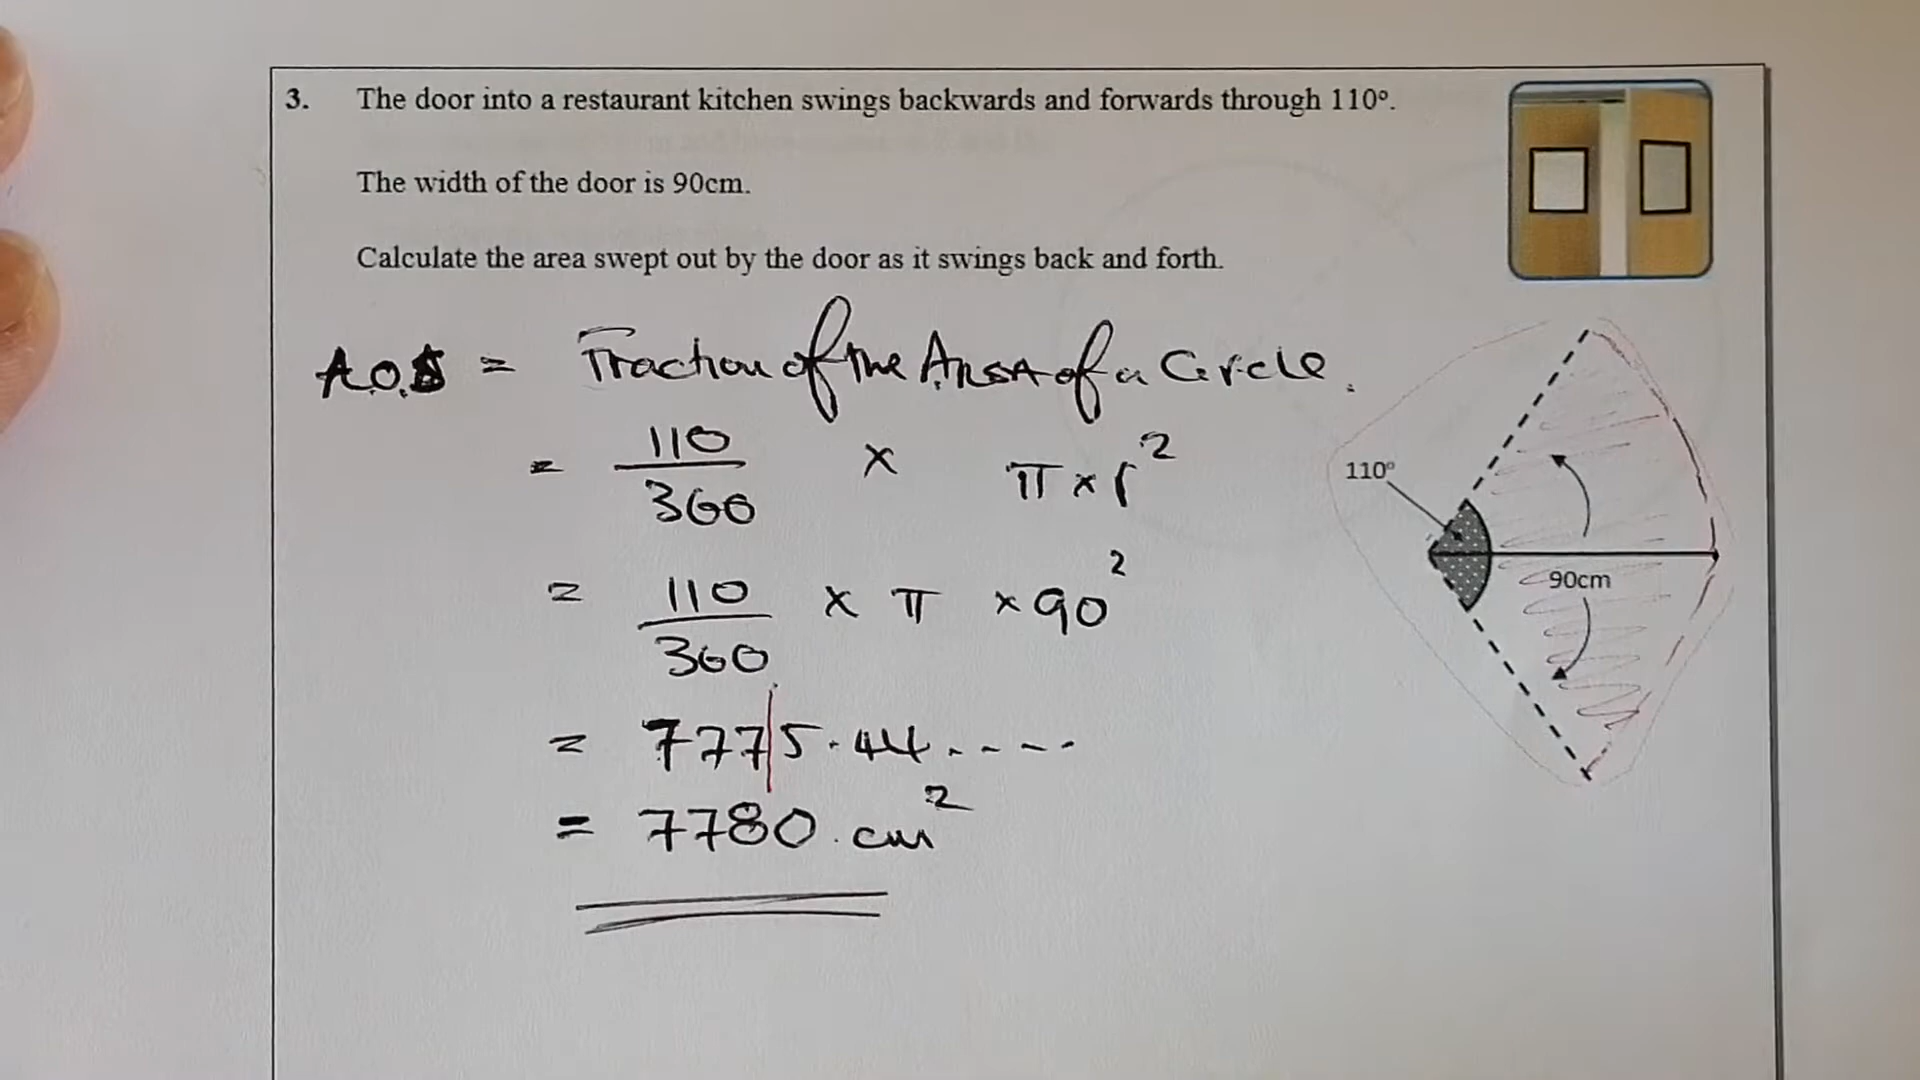 3. The door into a restaurant kitchen swings backwards and forwards through 110°.
The width of the door is 90cm.
Calculate the area swept out by the door as it swings back and forth.
A.O.S = Fraction of the Area of a Circle.
= 110/360 × π × r²
110°
= 110/360 × π × 90²
90cm
= 777|5.44....
= 7780.cm²